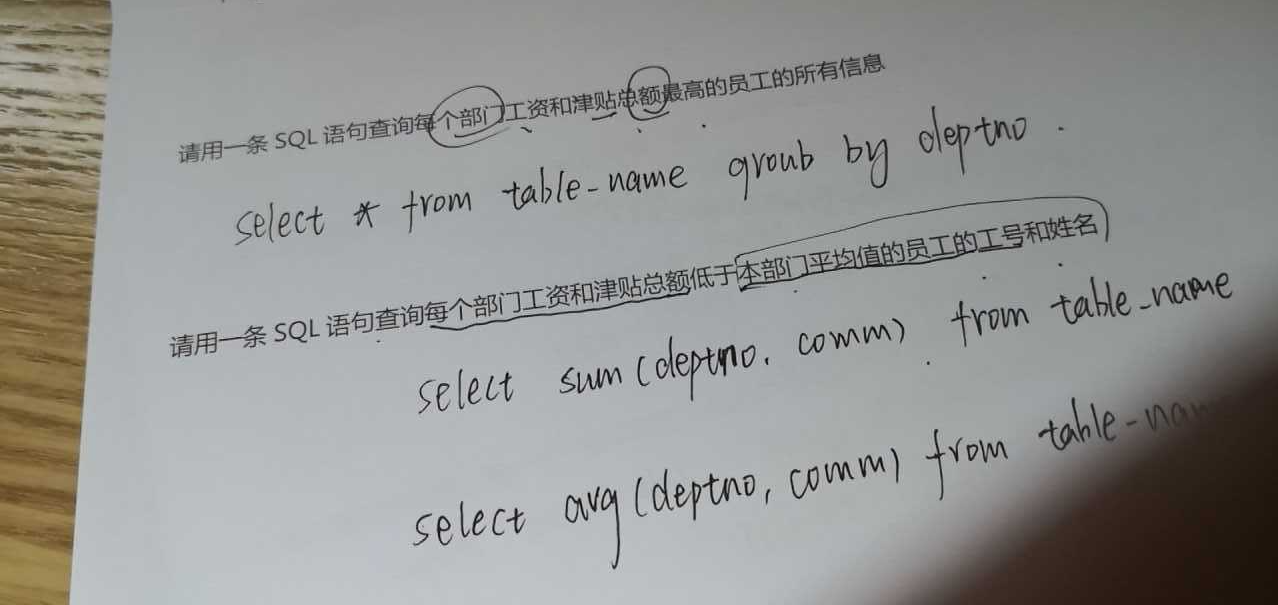 请用一条 SQL 语句查询每个部门工资和津贴总额最高的员工的所有信息
select * from table-name groub by deptno .
请用一条 SQL 语句查询每个部门工资和津贴总额低于本部门平均值的员工的工号和姓名
select sum (deptno, comm) from table_name
select avg (deptno, comm) from table-nam